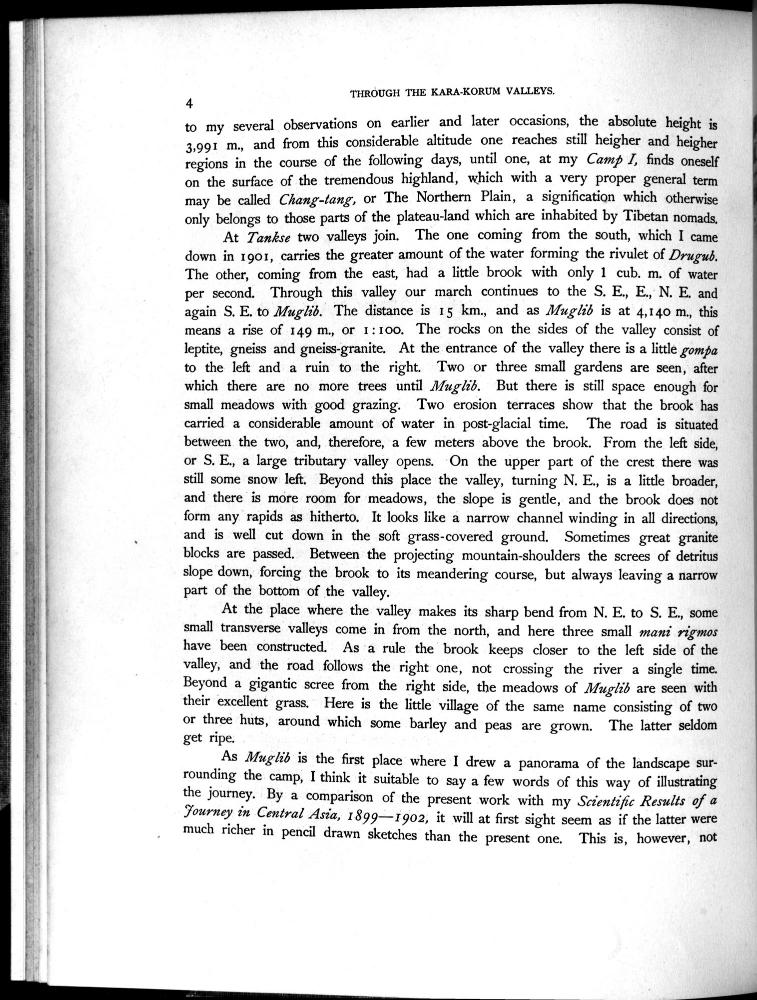 THROUGH THE KARA-KORUM VALLEYS.
4
to my several observations on earlier and later occasions, the absolute height is
3,991 m., and from this considerable altitude one reaches still heigher and heigher
regions in the course of the following days, until one, at my Camp I, finds oneself
on the surface of the tremendous highland, which with a very proper general term
may be called Chang-tang, or The Northern Plain, a signification which otherwise
only belongs to those parts of the plateau-land which are inhabited by Tibetan nomads.
At Tankse two valleys join. The one coming from the south, which I came
down in 1901, carries the greater amount of the water forming the rivulet of Drugub.
The other, coming from the east, had a little brook with only 1 cub. m. of water
per second. Through this valley our march continues to the S. E., E., N. E. and
again S. E. to Muglib. The distance is 15 km., and as Muglib is at 4,140 m., this
means a rise of 149 m., or 1:100. The rocks on the sides of the valley consist of
leptite, gneiss and gneiss-granite. At the entrance of the valley there is a little gompa
to the left and a ruin to the right. Two or three small gardens are seen, after
which there are no more trees until Muglib. But there is still space enough for
small meadows with good grazing. Two erosion terraces show that the brook has
carried a considerable amount of water in post-glacial time. The road is situated
between the two, and, therefore, a few meters above the brook. From the left side,
or S. E., a large tributary valley opens. On the upper part of the crest there was
still some snow left. Beyond this place the valley, turning N. E., is a little broader,
and there is more room for meadows, the slope is gentle, and the brook does not
form any rapids as hitherto. It looks like a narrow channel winding in all directions,
and is well cut down in the soft grass-covered ground. Sometimes great granite
blocks are passed. Between the projecting mountain-shoulders the screes of detritus
slope down, forcing the brook to its meandering course, but always leaving a narrow
part of the bottom of the valley.
At the place where the valley makes its sharp bend from N. E. to S. E., some
small transverse valleys come in from the north, and here three small mani rigmos
have been constructed. As a rule the brook keeps closer to the left side of the
valley, and the road follows the right one, not crossing the river a single time.
Beyond a gigantic scree from the right side, the meadows of Muglib are seen with
their excellent grass. Here is the little village of the same name consisting of two
or three huts, around which some barley and peas are grown. The latter seldom
get ripe.
As Muglib is the first place where I drew a panorama of the landscape sur-
rounding the camp, I think it suitable to say a few words of this way of illustrating
the journey. By a comparison of the present work with my Scientific Results of a
Journey in Central Asia, 1899—1902, it will at first sight seem as if the latter were
much richer in pencil drawn sketches than the present one. This is, however, not